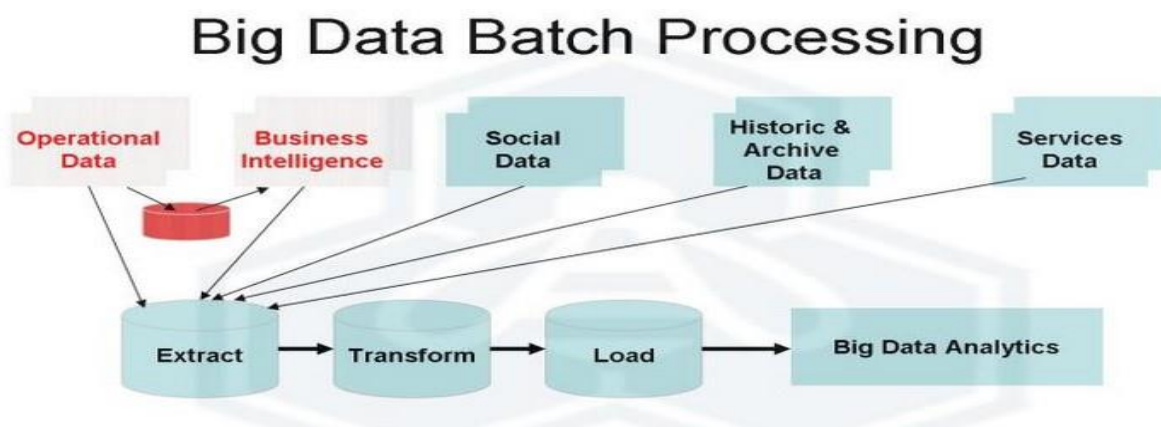 Big Data Batch Processing
Operational
Data
Business
Intelligence
Social
Data
Historic &
Archive
Data
Services
Data
Extract
Transform
Load
Big Data Analytics